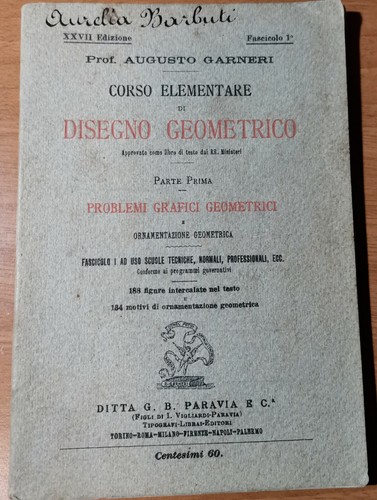 Aurelia Barbuti
XXVII Edizione Fascicolo 1°
Prof. AUGUSTO GARNERI
CORSO ELEMENTARE
DI
DISEGNO GEOMETRICO
Approvato come libro di testo dai RR. Ministeri
PARTE PRIMA
PROBLEMI GRAFICI GEOMETRICI
E
ORNAMENTAZIONE GEOMETRICA
FASCICOLO I AD USO SCUOLE TECNICHE, NORMALI, PROFESSIONALI, ECC.
Conforme ai programmi governativi
188 figure intercalate nel testo
e
134 motivi di ornamentazione geometrica
DITTA G. B. PARAVIA E C.ª
(FIGLI DI I. VIGLIARDI-PARAVIA)
TIPOGRAFI-LIBRAI-EDITORI
TORINO-ROMA-MILANO-FIRENZE-NAPOLI-PALERMO
Centesimi 60.